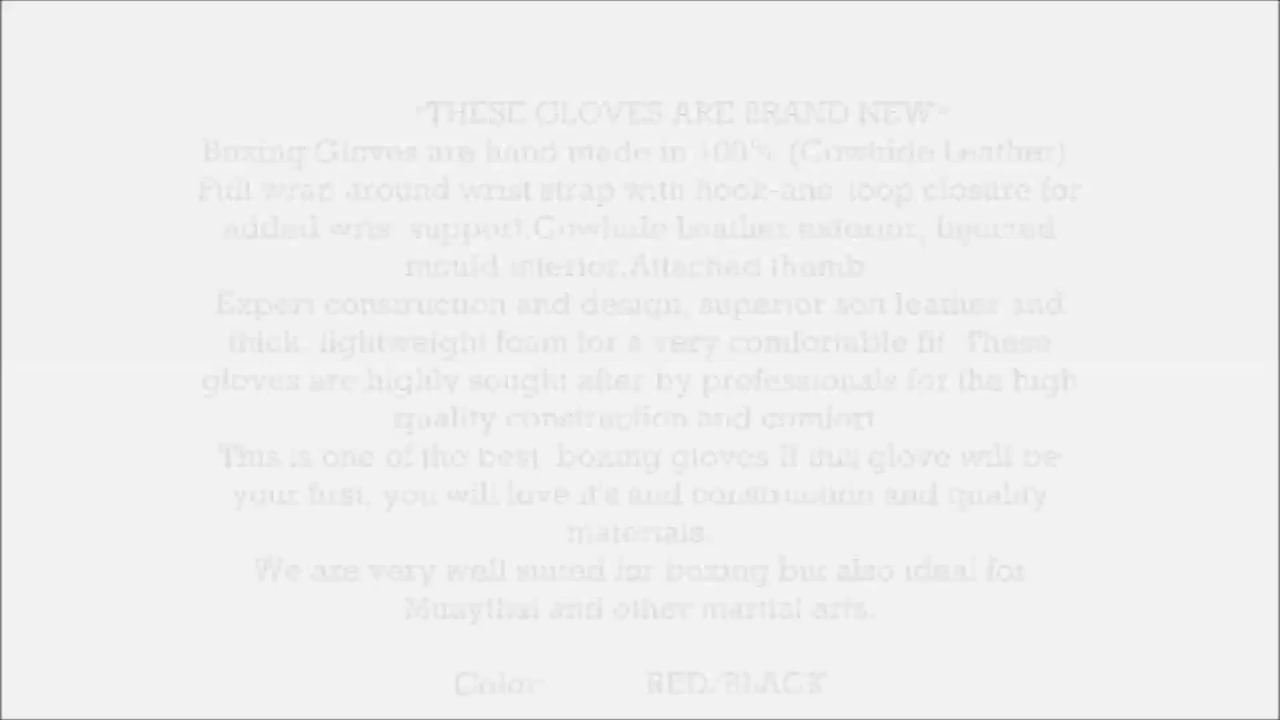 "THESE GLOVES ARE BRAND NEW"
Boxing Gloves are hand made in 100% (Cowhide Leather)
Full wrap around wrist strap with hook-and loop closure for
added wrist support.Cowhide Leather exterior, Injected
mould interior.Attached thumb
Expert construction and design, superior soft leather and
thick lightweight foam for a very comfortable fit These
gloves are highly sought after by professionals for the high
quality construction and comfort
This is one of the best boxing gloves If this glove will be
your first, you will love it's and construction and quality
materials.
We are very well suited for boxing but also ideal for
Muaythai and other martial arts.
Color RED/BLACK